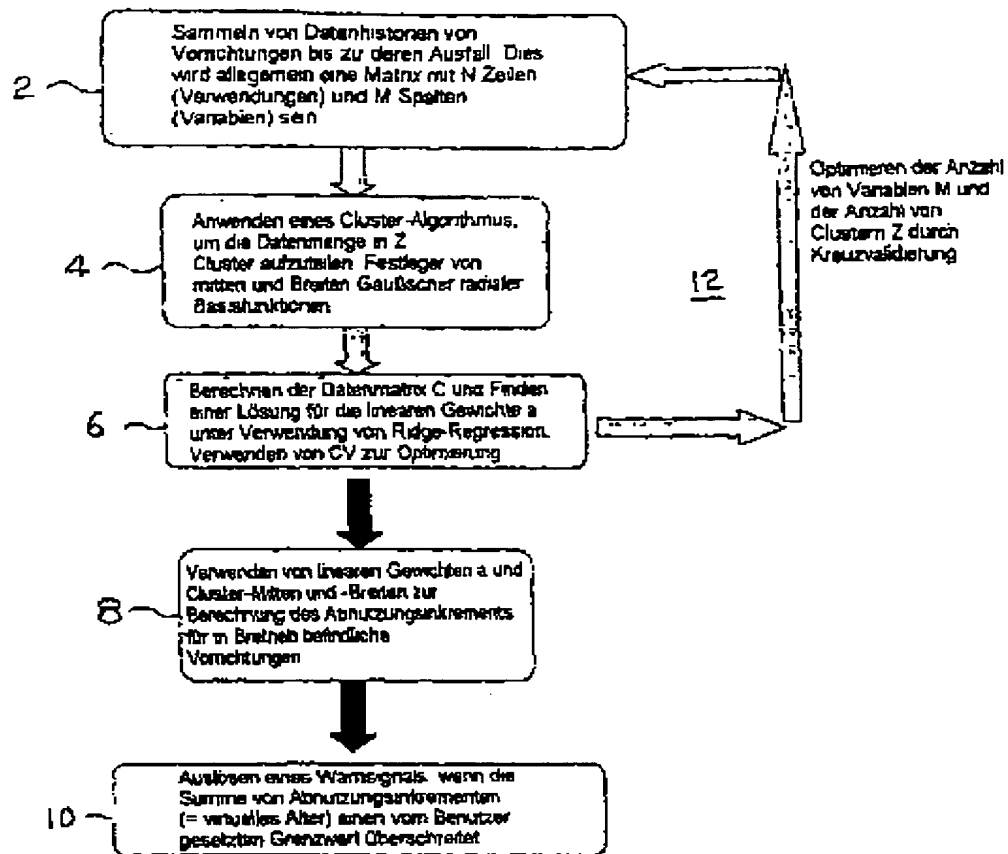 2
Sammeln von Datenhistorien von
Vorrichtungen bis zu deren Ausfall. Dies
wird allegemein eine Matrix mit N Zeilen
(Verwendungen) und M Spalten
(Variablen) sein
4
Anwenden eines Cluster-Algorithmus,
um die Datenmenge in Z
Cluster aufzuteilen. Festleger von
mitten und Breiten Gaußscher radialer
Basisfunktionen
6
Berechnen der Datenmatrix C und Finden
einer Lösung für die linearen Gewichte a
unter Verwendung von Ridge-Regression.
Verwenden von CV zur Optimierung
Optimieren der Anzahl
von Variablen M und
der Anzahl von
Clustern Z durch
Kreuzvalidierung
12
8
Verwenden von linearen Gewichten a und
Cluster-Mitten und -Breiten zur
Berechnung des Abnutzungsinkrements
für in Bretheb befindliche
Vorrichtungen
10
Auslösen eines Warnsignals, wenn die
Summe von Abnutzungsinkrementen
(= virtuelles Alter) einen vom Benutzer
gesetzten Grenzwert überschreitet